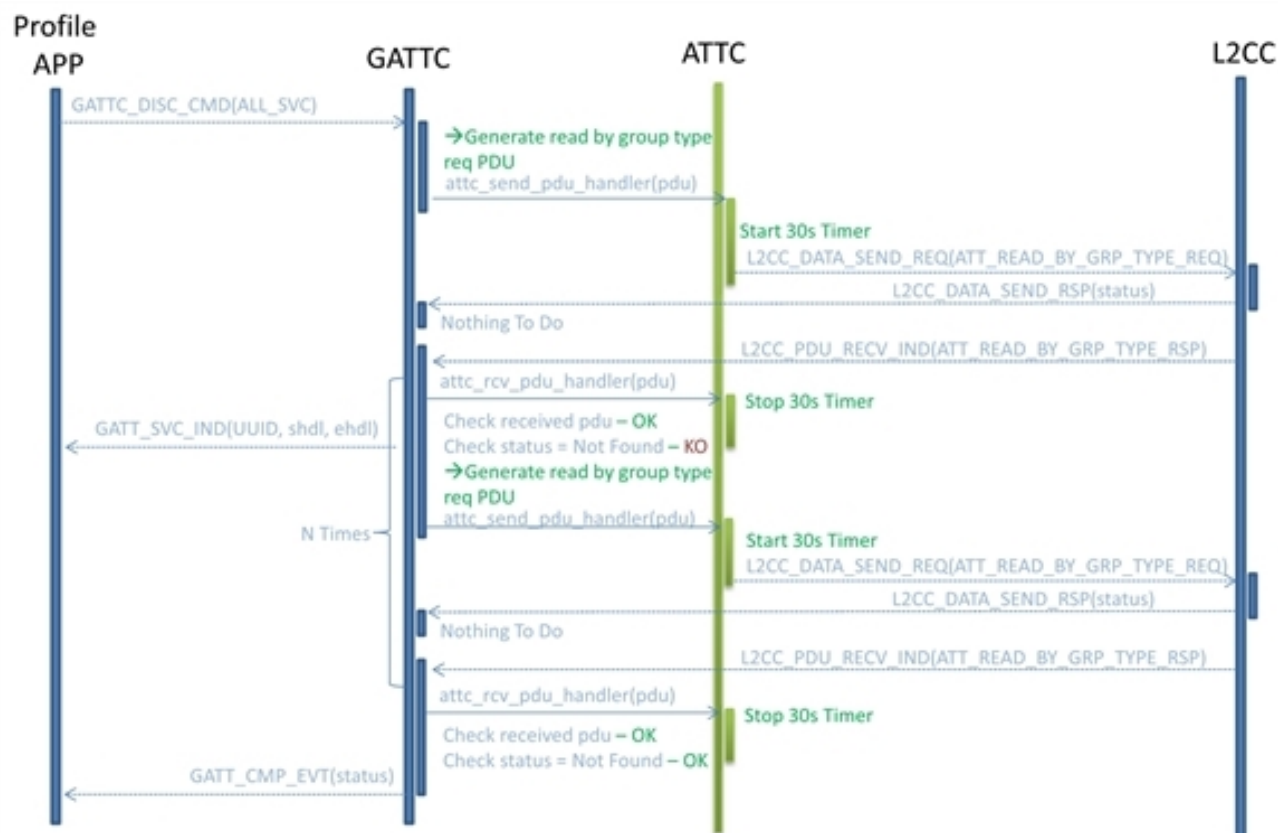 Profile
APP
GATTC
ATTC
L2CC
GATTC_DISC_CMD(ALL_SVC)
→Generate read by group type
req PDU
attc_send_pdu_handler(pdu)
Start 30s Timer
L2CC_DATA_SEND_REQ(ATT_READ_BY_GRP_TYPE_REQ)
L2CC_DATA_SEND_RSP(status)
Nothing To Do
L2CC_PDU_RECV_IND(ATT_READ_BY_GRP_TYPE_RSP)
attc_rcv_pdu_handler(pdu)
Stop 30s Timer
Check received pdu – OK
GATT_SVC_IND(UUID, shdl, ehdl)
Check status = Not Found – KO
→Generate read by group type
req PDU
attc_send_pdu_handler(pdu)
N Times
Start 30s Timer
L2CC_DATA_SEND_REQ(ATT_READ_BY_GRP_TYPE_REQ)
L2CC_DATA_SEND_RSP(status)
Nothing To Do
L2CC_PDU_RECV_IND(ATT_READ_BY_GRP_TYPE_RSP)
attc_rcv_pdu_handler(pdu)
Stop 30s Timer
Check received pdu – OK
Check status = Not Found – OK
GATT_CMP_EVT(status)